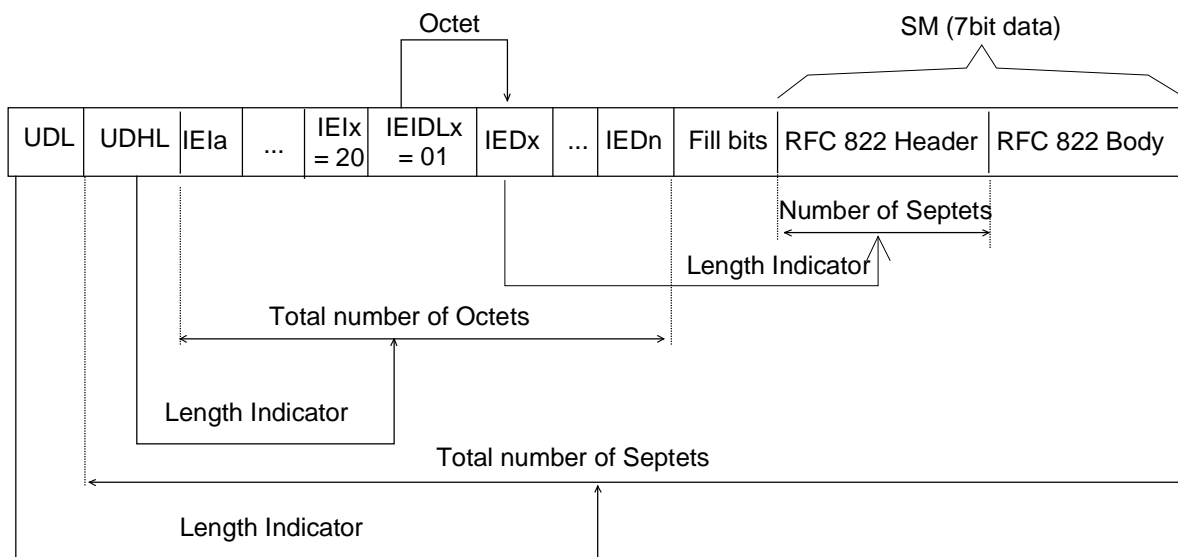 Octet
SM (7bit data)
UDL UDHL IEIa ... IEIx = 20 IEIDLx = 01 IEDx ... IEDn Fill bits RFC 822 Header RFC 822 Body
Number of Septets
Length Indicator
Total number of Octets
Length Indicator
Total number of Septets
Length Indicator